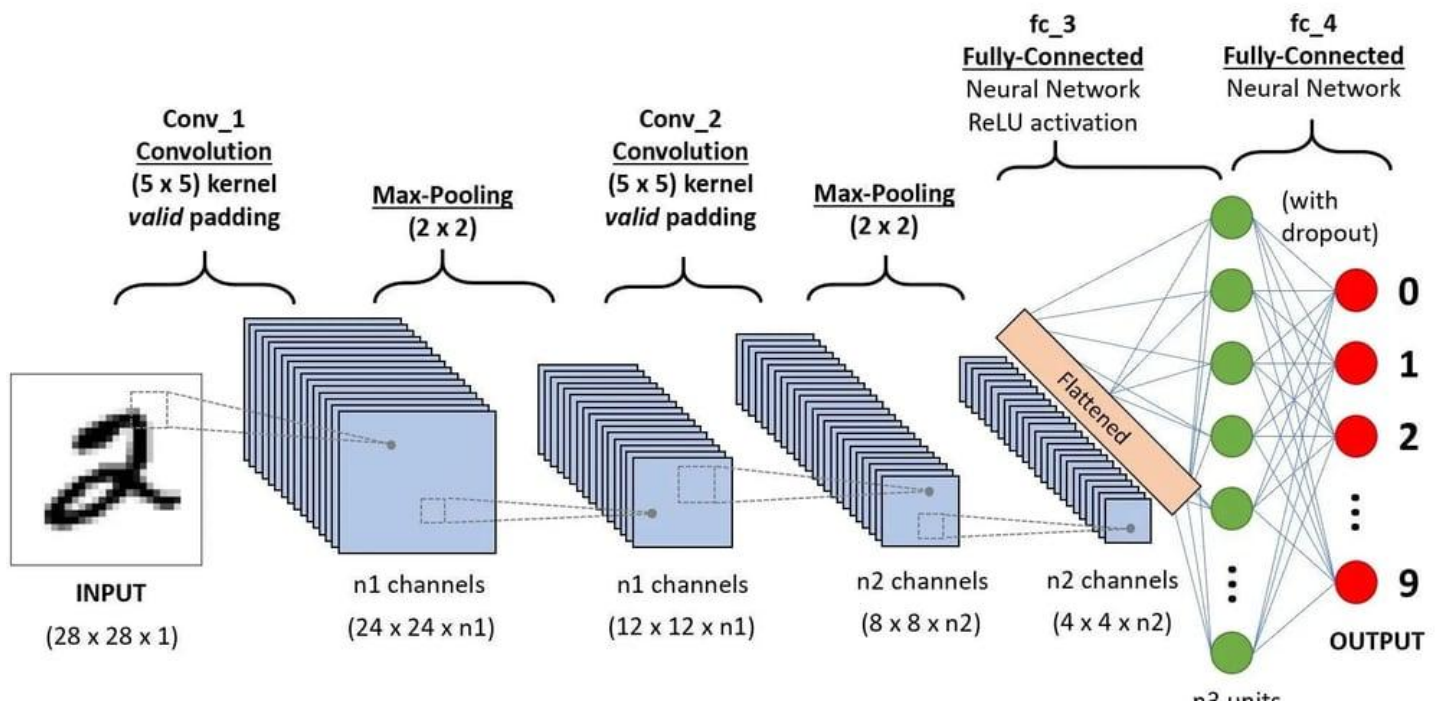 fc_3
Fully-Connected
Neural Network
ReLU activation
fc_4
Fully-Connected
Neural Network
Conv_1
Convolution
(5 x 5) kernel
valid padding
Max-Pooling
(2 x 2)
Conv_2
Convolution
(5 x 5) kernel
valid padding
Max-Pooling
(2 x 2)
(with
dropout)
0
1
2
9
Flattened
INPUT
(28 x 28 x 1)
n1 channels
(24 x 24 x n1)
n1 channels
(12 x 12 x n1)
n2 channels
(8 x 8 x n2)
n2 channels
(4 x 4 x n2)
OUTPUT
n3 units